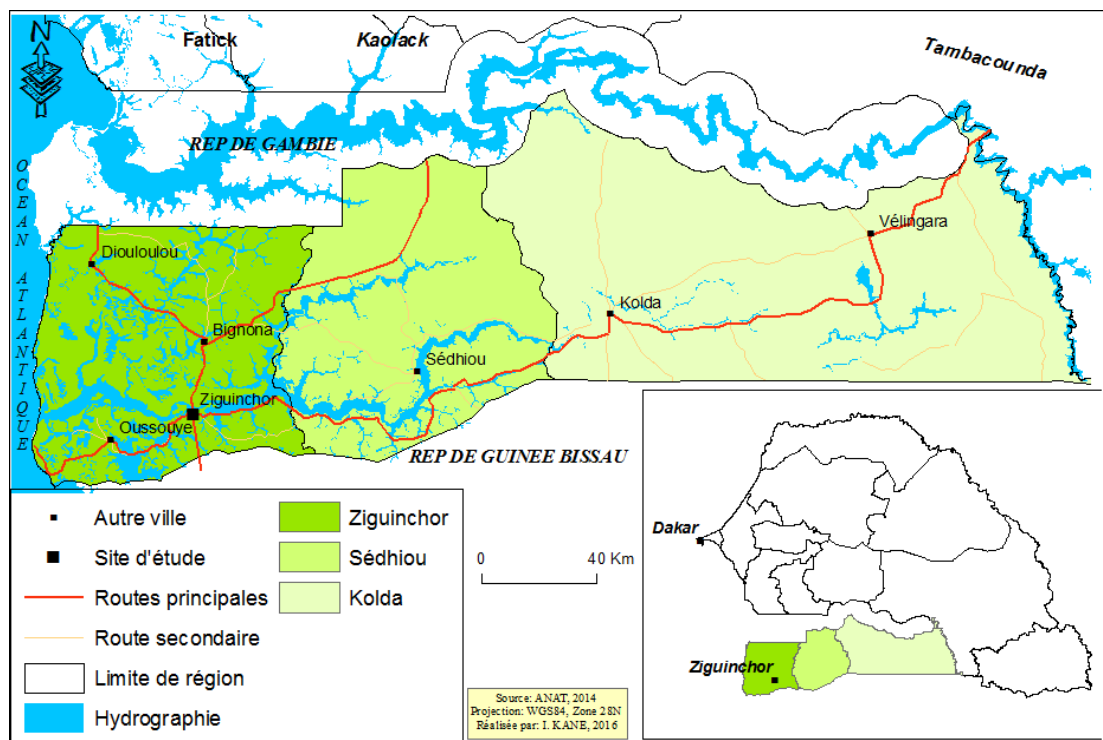 N
Fatick
Kaolack
Tambacounda
REP DE GAMBIE
OCEAN ATLANTIQUE
Diouloulou
Vélingara
Kolda
Bignona
Sédhiou
Ziguinchor
Oussouye
REP DE GUINEE BISSAU
Autre ville
Site d'étude
Routes principales
Route secondaire
Limite de région
Hydrographie
Ziguinchor
Sédhiou
Kolda
0 40 Km
Source: ANAT, 2014
Projection: WGS84, Zone 28N
Réalisée par: I. KANE, 2016
Dakar
Ziguinchor